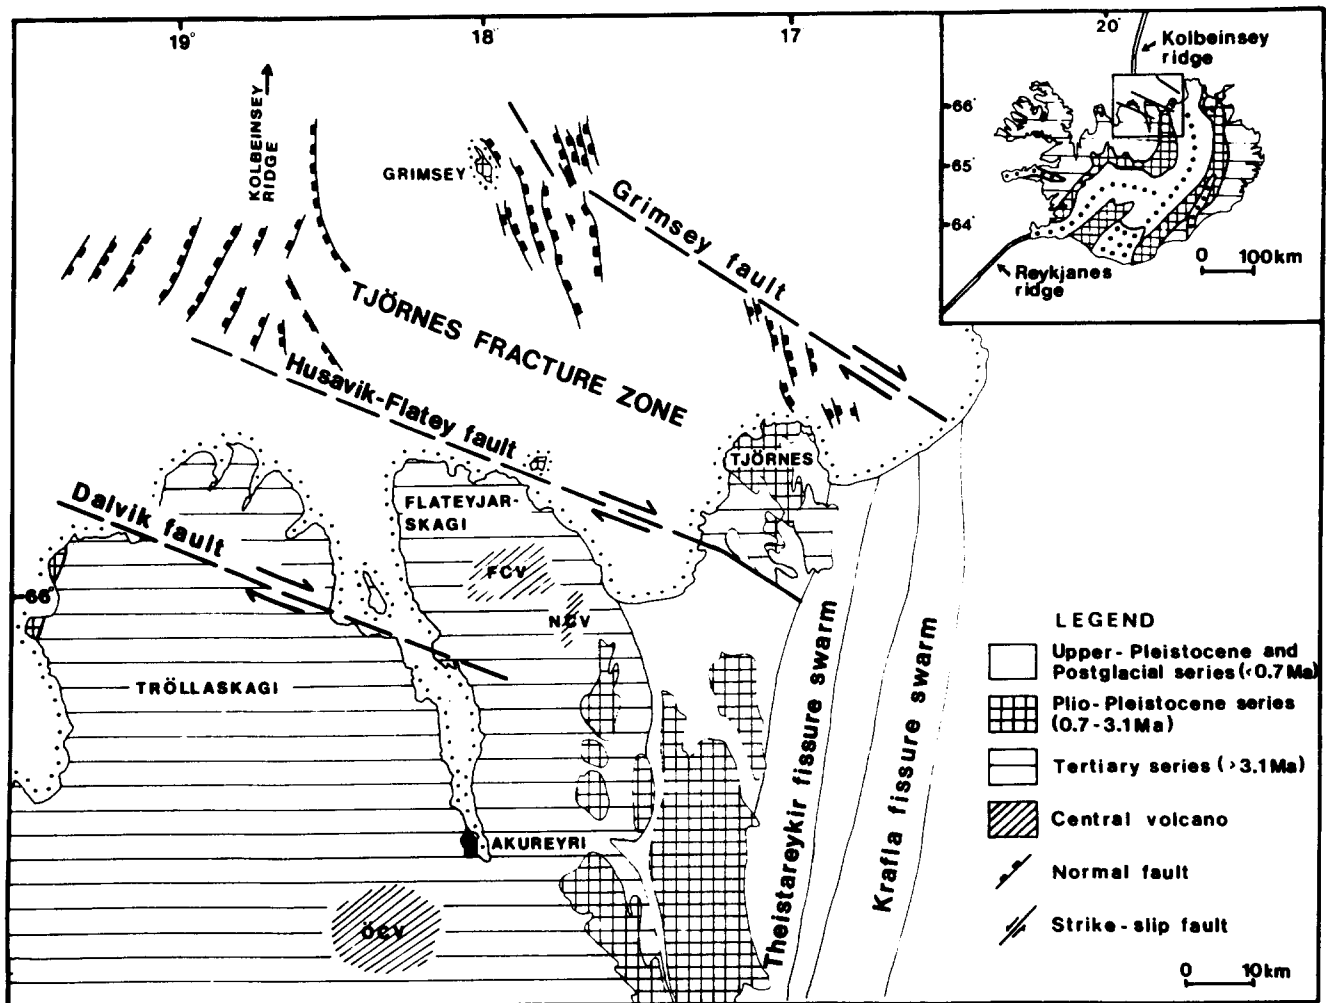 19°
18°
17
20°
Kolbeinsey
ridge
66°
65°
64°
0 100km
Reykjanes
ridge
KOLBEINSEY
RIDGE
GRIMSEY
Grimsey fault
TJÖRNES FRACTURE ZONE
Husavik-Flatey fault
Dalvik fault
TJÖRNES
FLATEYJAR-
SKAGI
FCV
NCV
66°
TRÖLLASKAGI
AKUREYRI
ÖCV
Theistareykir fissure swarm
Krafla fissure swarm
LEGEND
Upper-Pleistocene and
Postglacial series (<0.7Ma)
Plio-Pleistocene series
(0.7-3.1Ma)
Tertiary series (>3.1Ma)
Central volcano
Normal fault
Strike-slip fault
0 10km